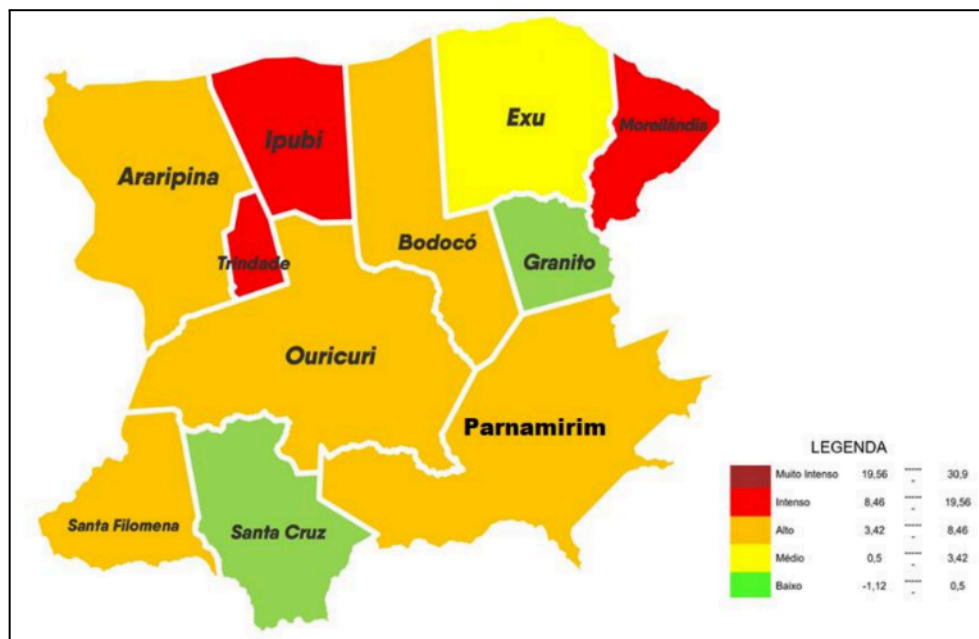 Exu
Ipubi
Moreilândia
Araripina
Bodocó
Trindade
Granito
Ouricuri
Parnamirim
Santa Filomena
Santa Cruz
LEGENDA
Muito Intenso 19,56 ----- - 30,9
Intenso 8,46 ----- - 19,56
Alto 3,42 ----- - 8,46
Médio 0,5 ----- - 3,42
Baixo -1,12 ----- - 0,5